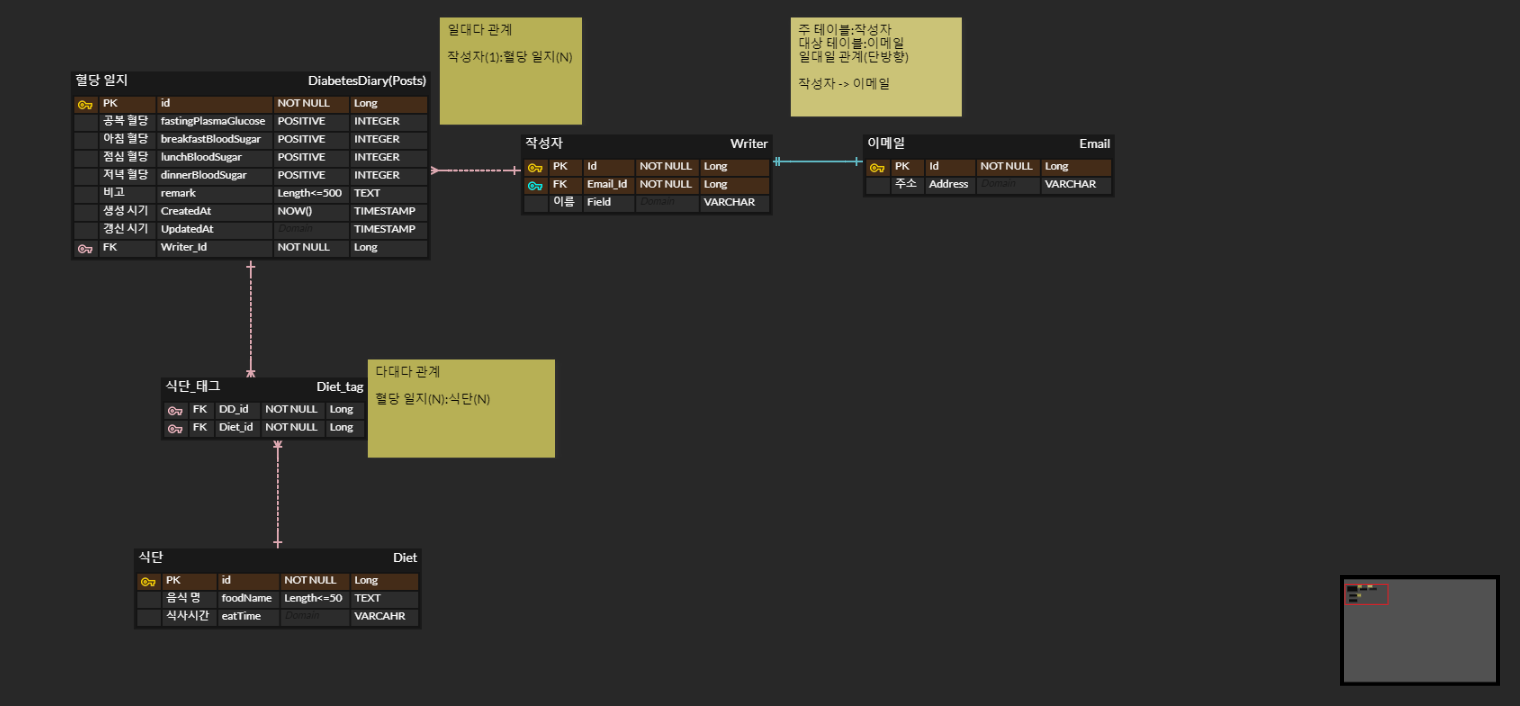 일대다 관계
작성자(1):혈당 일지(N)
주 테이블:작성자
대상 테이블:이메일
일대일 관계(단방향)
작성자 -> 이메일
혈당 일지 DiabetesDiary(Posts)
PK id NOT NULL Long
공복 혈당 fastingPlasmaGlucose POSITIVE INTEGER
아침 혈당 breakfastBloodSugar POSITIVE INTEGER
점심 혈당 lunchBloodSugar POSITIVE INTEGER
저녁 혈당 dinnerBloodSugar POSITIVE INTEGER
비고 remark Length<=500 TEXT
생성 시기 CreatedAt NOW() TIMESTAMP
갱신 시기 UpdatedAt Domain TIMESTAMP
FK Writer_Id NOT NULL Long
작성자 Writer
PK Id NOT NULL Long
FK Email_Id NOT NULL Long
이름 Field Domain VARCHAR
이메일 Email
PK Id NOT NULL Long
주소 Address Domain VARCHAR
식단_태그 Diet_tag
FK DD_id NOT NULL Long
FK Diet_id NOT NULL Long
다대다 관계
혈당 일지(N):식단(N)
식단 Diet
PK id NOT NULL Long
음식 명 foodName Length<=50 TEXT
식사시간 eatTime Domain VARCAHR